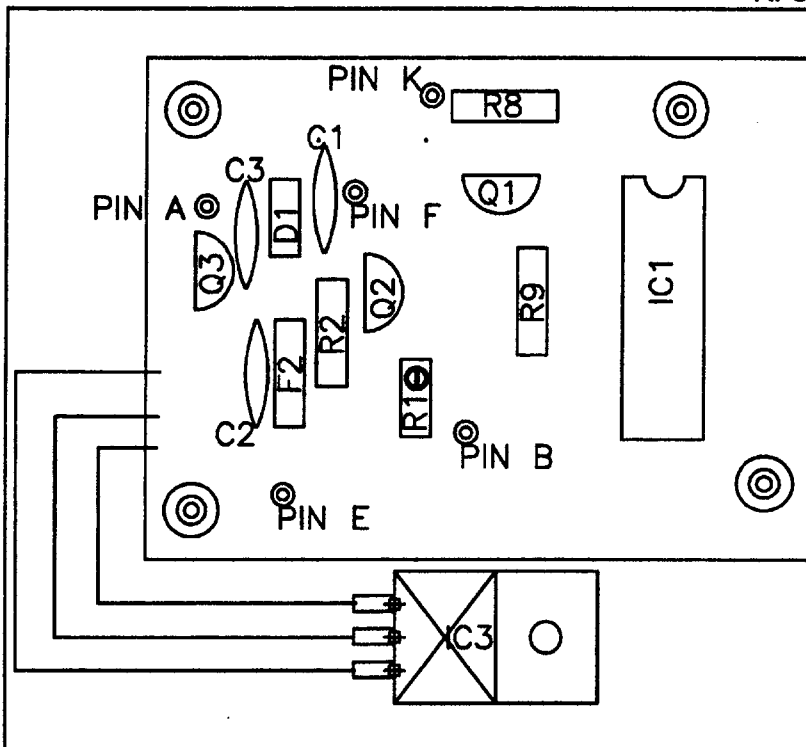 PIN K
R8
C1
C3
PIN A
D1
PIN F
Q1
Q3
Q2
IC1
R9
R2
F2
R1
C2
PIN B
PIN E
IC3